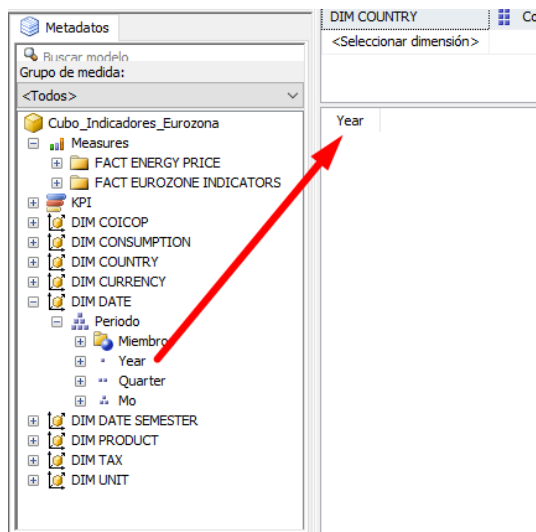 Metadatos
Buscar modelo
Grupo de medida:
<Todos>
Cubo_Indicadores_Eurozona
Measures
FACT ENERGY PRICE
FACT EUROZONE INDICATORS
KPI
DIM COICOP
DIM CONSUMPTION
DIM COUNTRY
DIM CURRENCY
DIM DATE
Periodo
Miembro
Year
Quarter
Mo
DIM DATE SEMESTER
DIM PRODUCT
DIM TAX
DIM UNIT
DIM COUNTRY Co
<Seleccionar dimensión>
Year